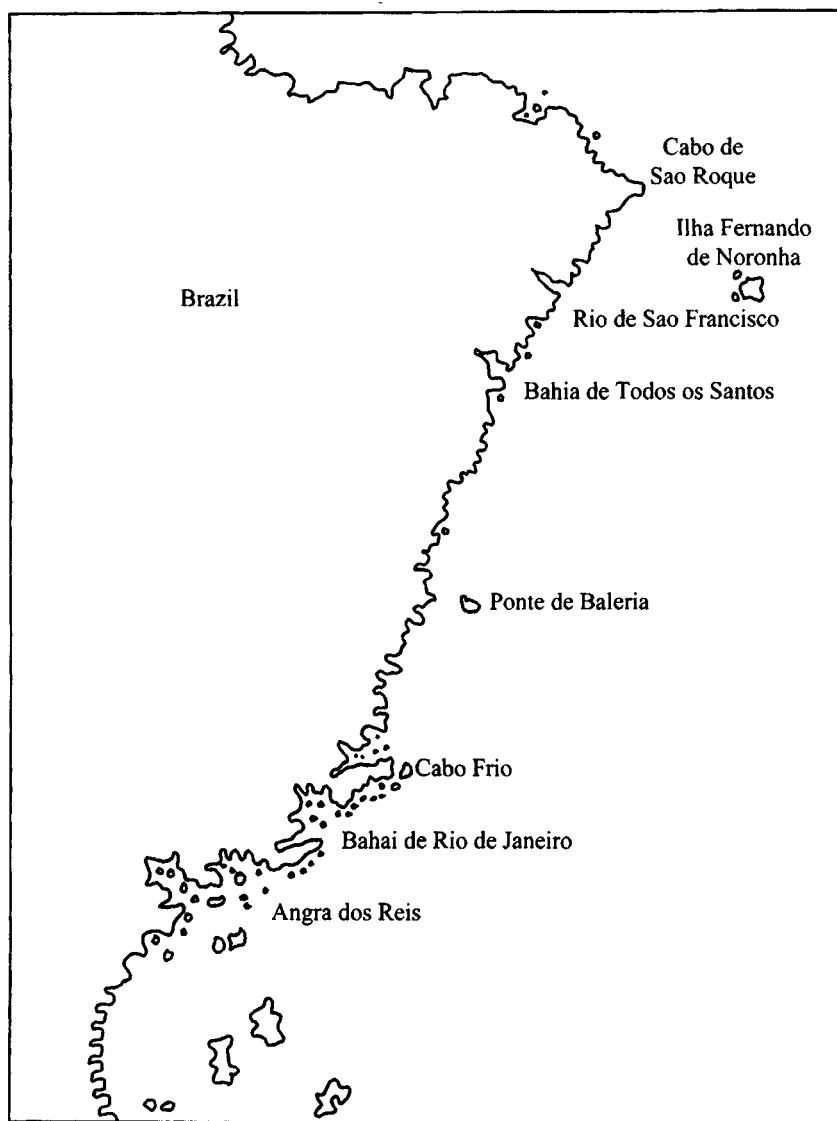 Cabo de
Sao Roque
Ilha Fernando
de Noronha
Brazil
Rio de Sao Francisco
Bahia de Todos os Santos
Ponte de Baleria
Cabo Frio
Bahai de Rio de Janeiro
Angra dos Reis